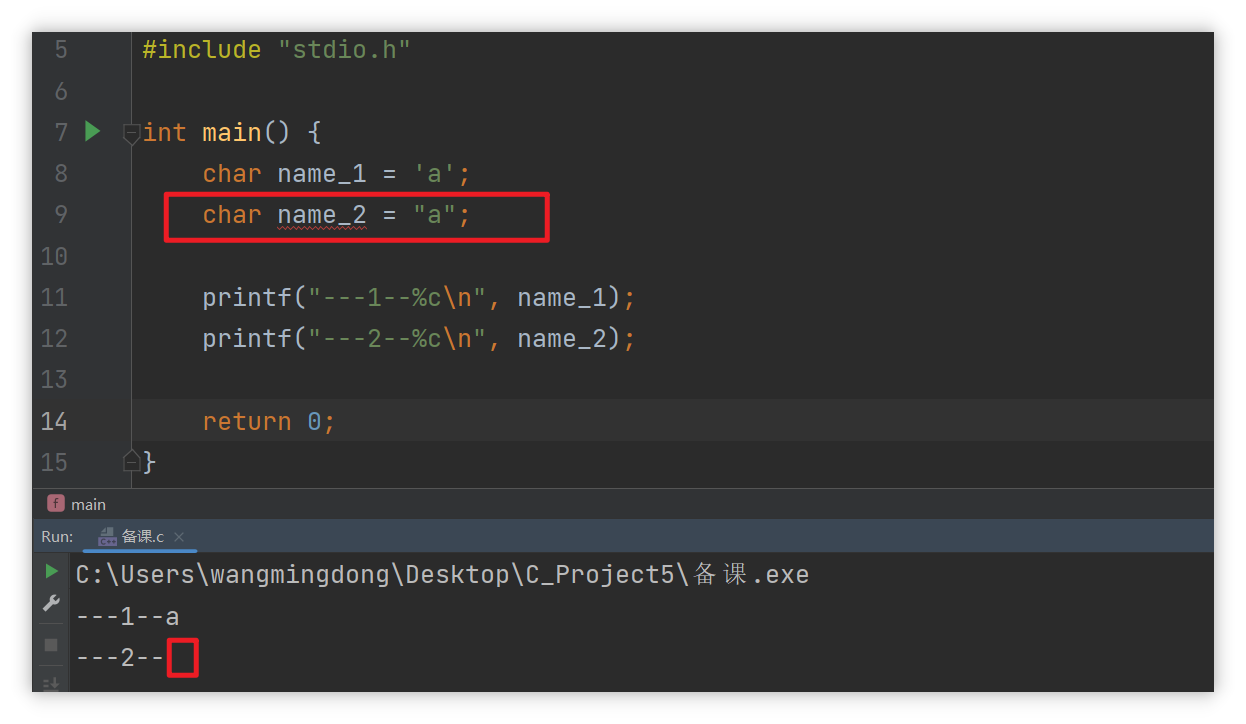 5 #include "stdio.h"
6
7 int main() {
8 char name_1 = 'a';
9 char name_2 = "a";
10
11 printf("---1--%c\n", name_1);
12 printf("---2--%c\n", name_2);
13
14 return 0;
15 }
f main
Run: C++ 备课.c ×
C:\Users\wangmingdong\Desktop\C_Project5\备课.exe
---1--a
---2--